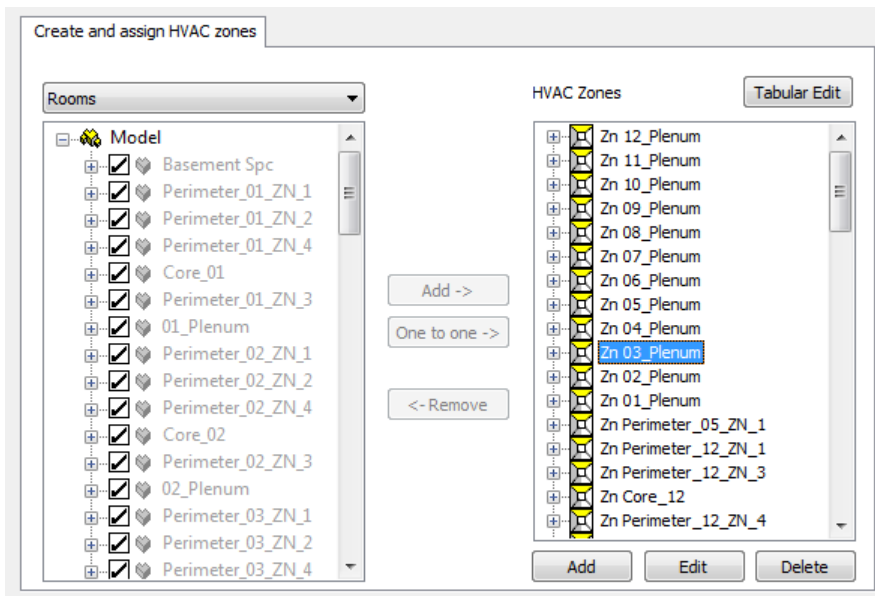 Create and assign HVAC zones
Rooms
Model
Basement Spc
Perimeter_01_ZN_1
Perimeter_01_ZN_2
Perimeter_01_ZN_4
Core_01
Perimeter_01_ZN_3
01_Plenum
Perimeter_02_ZN_1
Perimeter_02_ZN_2
Perimeter_02_ZN_4
Core_02
Perimeter_02_ZN_3
02_Plenum
Perimeter_03_ZN_1
Perimeter_03_ZN_2
Perimeter_03_ZN_4
Add ->
One to one ->
<- Remove
HVAC Zones
Tabular Edit
Zn 12_Plenum
Zn 11_Plenum
Zn 10_Plenum
Zn 09_Plenum
Zn 08_Plenum
Zn 07_Plenum
Zn 06_Plenum
Zn 05_Plenum
Zn 04_Plenum
Zn 03_Plenum
Zn 02_Plenum
Zn 01_Plenum
Zn Perimeter_05_ZN_1
Zn Perimeter_12_ZN_1
Zn Perimeter_12_ZN_3
Zn Core_12
Zn Perimeter_12_ZN_4
Add
Edit
Delete